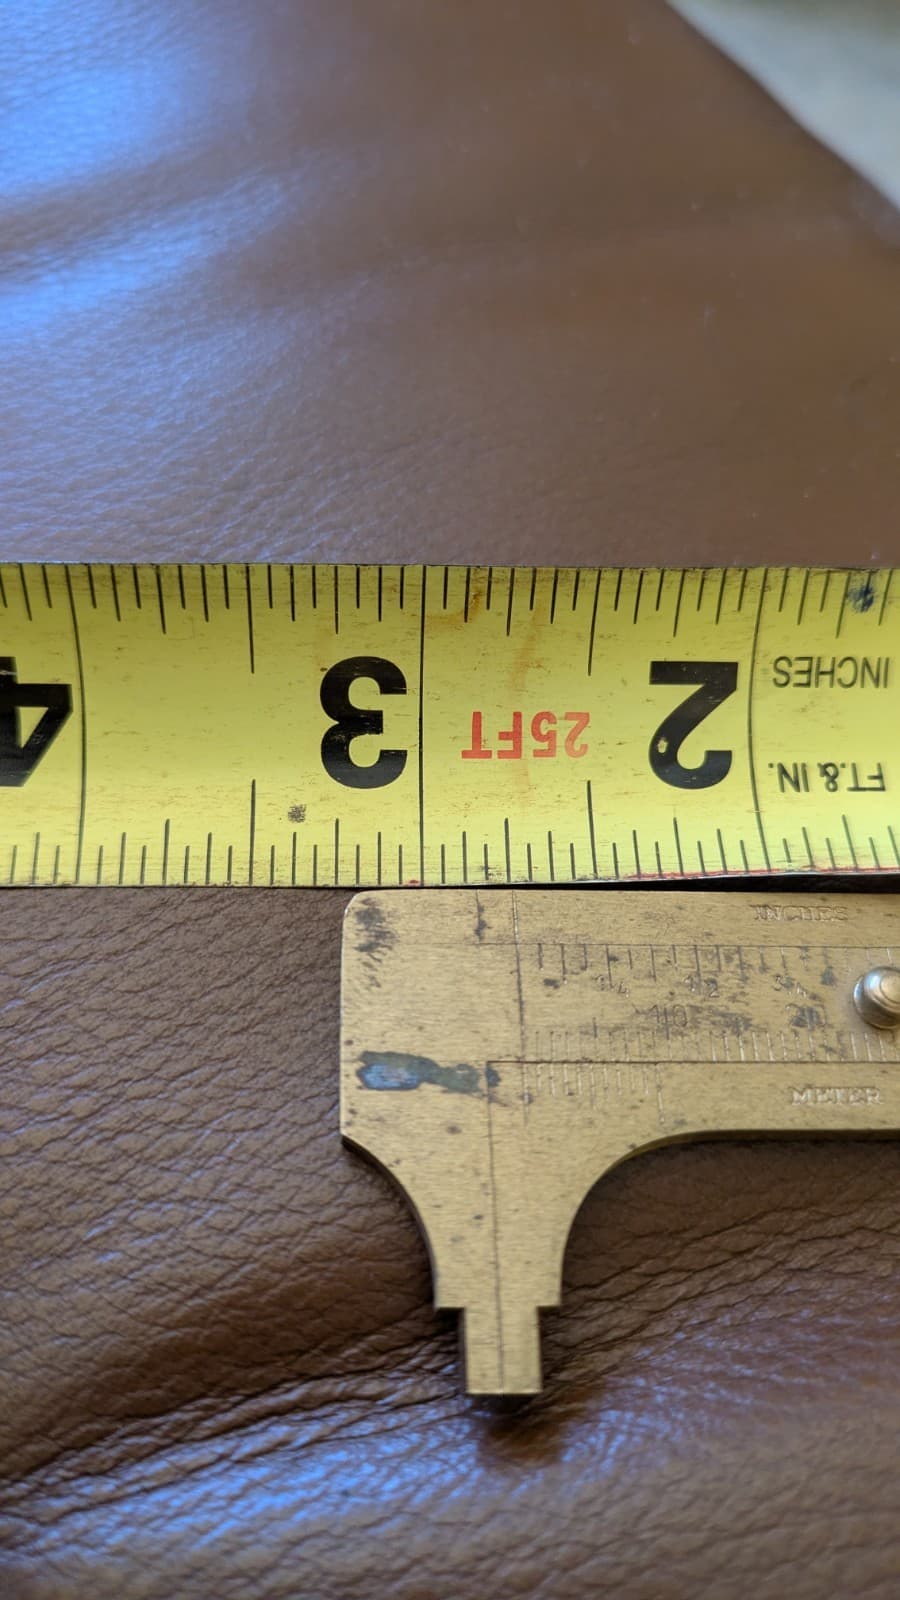 INCHES
2
25FT
3
4
FT.& IN.
INCHES
1/4 1/2 3/4
10 20
METER